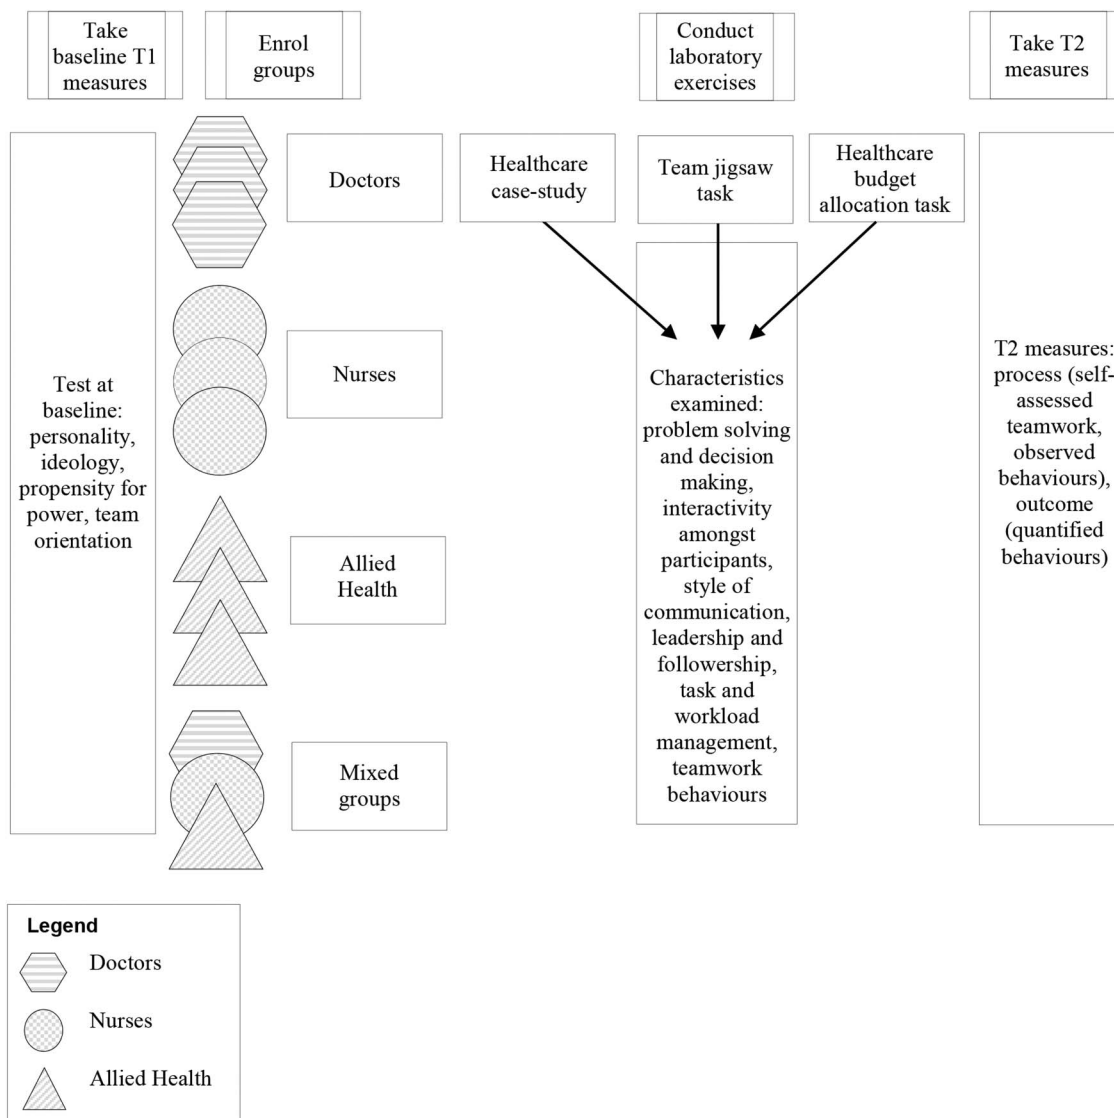 Take
baseline T1
measures
Enrol
groups
Conduct
laboratory
exercises
Take T2
measures
Test at
baseline:
personality,
ideology,
propensity for
power, team
orientation
Doctors
Nurses
Allied
Health
Mixed
groups
Healthcare
case-study
Team jigsaw
task
Healthcare
budget
allocation task
Characteristics
examined:
problem solving
and decision
making,
interactivity
amongst
participants,
style of
communication,
leadership and
followership,
task and
workload
management,
teamwork
behaviours
T2 measures:
process (self-
assessed
teamwork,
observed
behaviours),
outcome
(quantified
behaviours)
Legend
Doctors
Nurses
Allied Health